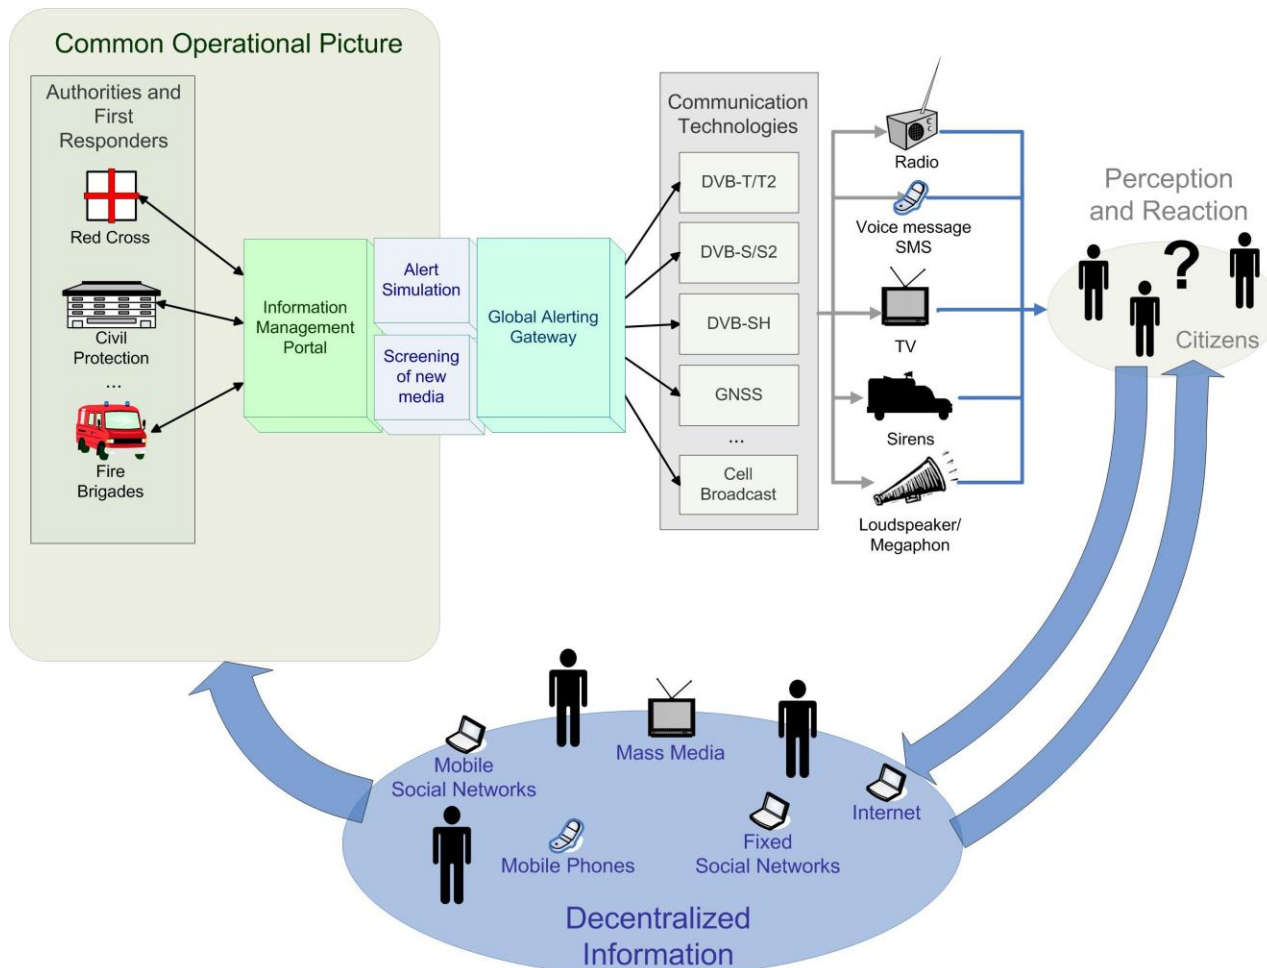 Common Operational Picture
Authorities and
First
Responders
Red Cross
Civil
Protection
...
Fire
Brigades
Information
Management
Portal
Alert
Simulation
Screening
of new
media
Global Alerting
Gateway
Communication
Technologies
DVB-T/T2
DVB-S/S2
DVB-SH
GNSS
...
Cell
Broadcast
Radio
Voice message
SMS
TV
Sirens
Loudspeaker/
Megaphon
Perception
and Reaction
?
Citizens
Mobile
Social Networks
Mass Media
Internet
Mobile Phones
Fixed
Social Networks
Decentralized
Information